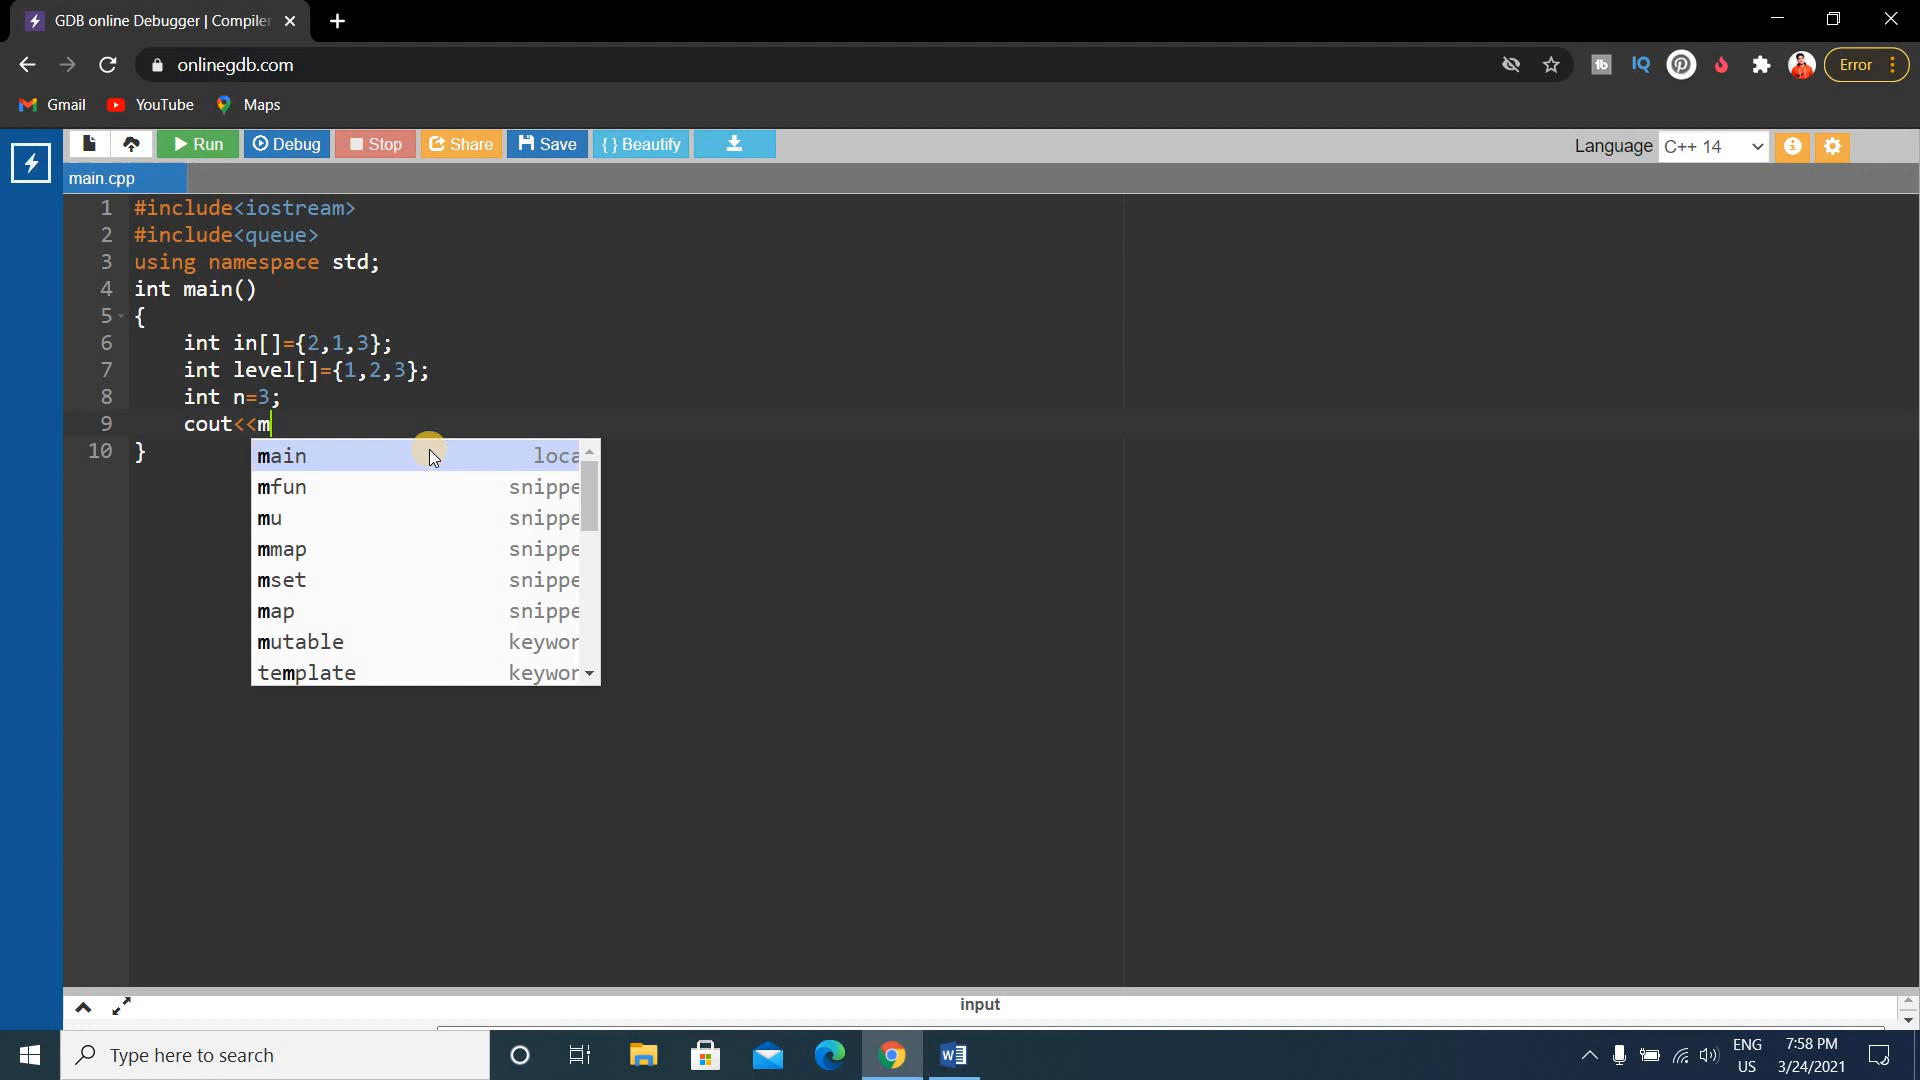 GDB online Debugger | Compiler
onlinegdb.com
Error
Gmail YouTube Maps
Run Debug Stop Share Save { } Beautify Language C++ 14
main.cpp
1 #include<iostream>
2 #include<queue>
3 using namespace std;
4 int main()
5 {
6 int in[]={2,1,3};
7 int level[]={1,2,3};
8 int n=3;
9 cout<<m
10 }
main loca
mfun snippe
mu snippe
mmap snippe
mset snippe
map snippe
mutable keywor
template keywor
input
Type here to search
ENG
US
7:58 PM
3/24/2021